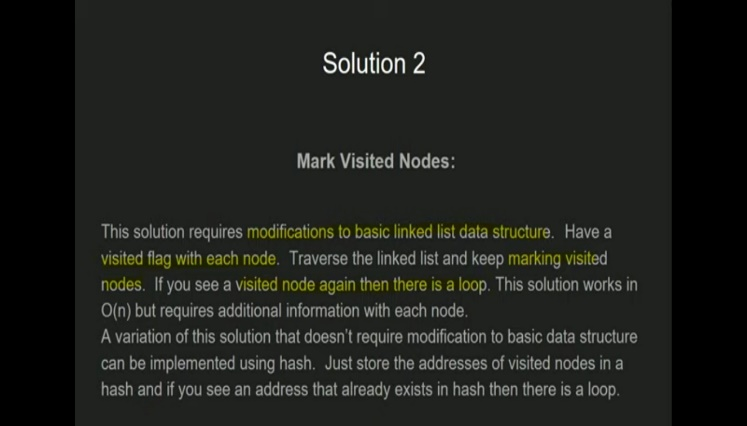 Solution 2
Mark Visited Nodes:
This solution requires modifications to basic linked list data structure. Have a
visited flag with each node. Traverse the linked list and keep marking visited
nodes. If you see a visited node again then there is a loop. This solution works in
O(n) but requires additional information with each node.
A variation of this solution that doesn't require modification to basic data structure
can be implemented using hash. Just store the addresses of visited nodes in a
hash and if you see an address that already exists in hash then there is a loop.